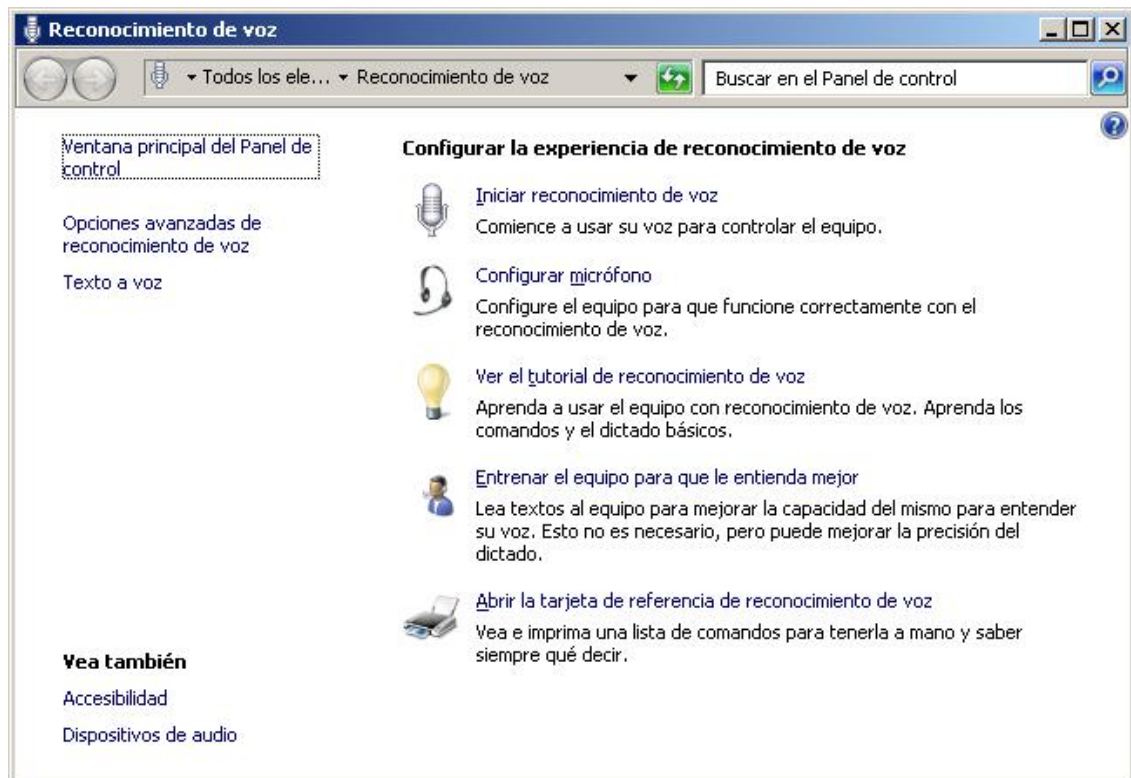 Reconocimiento de voz
Todos los ele... Reconocimiento de voz
Buscar en el Panel de control
Ventana principal del Panel de
control
Opciones avanzadas de
reconocimiento de voz
Texto a voz
Configurar la experiencia de reconocimiento de voz
Iniciar reconocimiento de voz
Comience a usar su voz para controlar el equipo.
Configurar micrófono
Configure el equipo para que funcione correctamente con el
reconocimiento de voz.
Ver el tutorial de reconocimiento de voz
Aprenda a usar el equipo con reconocimiento de voz. Aprenda los
comandos y el dictado básicos.
Entrenar el equipo para que le entienda mejor
Lea textos al equipo para mejorar la capacidad del mismo para entender
su voz. Esto no es necesario, pero puede mejorar la precisión del
dictado.
Abrir la tarjeta de referencia de reconocimiento de voz
Vea e imprima una lista de comandos para tenerla a mano y saber
siempre qué decir.
Vea también
Accesibilidad
Dispositivos de audio